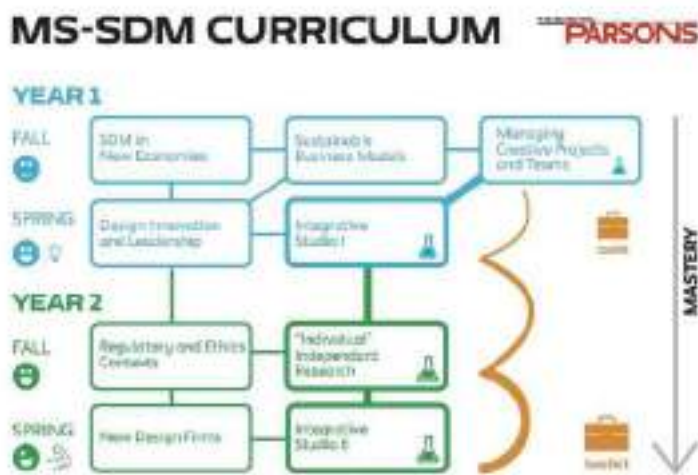 MS-SDM CURRICULUM
PARSONS
YEAR 1
FALL
SDM in
New Economies
Sustainable
Business Models
Managing
Creative Projects
and Teams
SPRING
Design Innovation
and Leadership
Integrative
Studio I
MASTERY
YEAR 2
FALL
Regulatory and Ethics
Contexts
"Individual"
Independent
Research
SPRING
New Design Firms
Integrative
Studio II